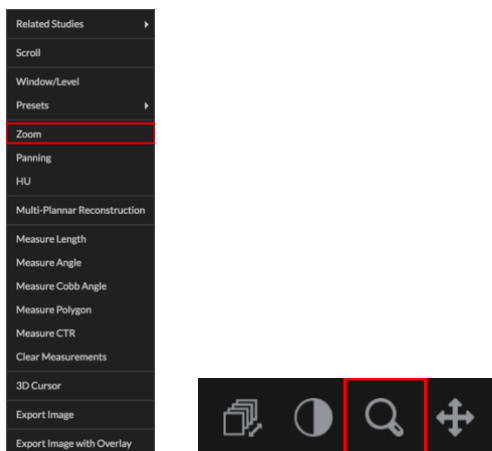 Related Studies
Scroll
Window/Level
Presets
Zoom
Panning
HU
Multi-Plannar Reconstruction
Measure Length
Measure Angle
Measure Cobb Angle
Measure Polygon
Measure CTR
Clear Measurements
3D Cursor
Export Image
Export Image with Overlay